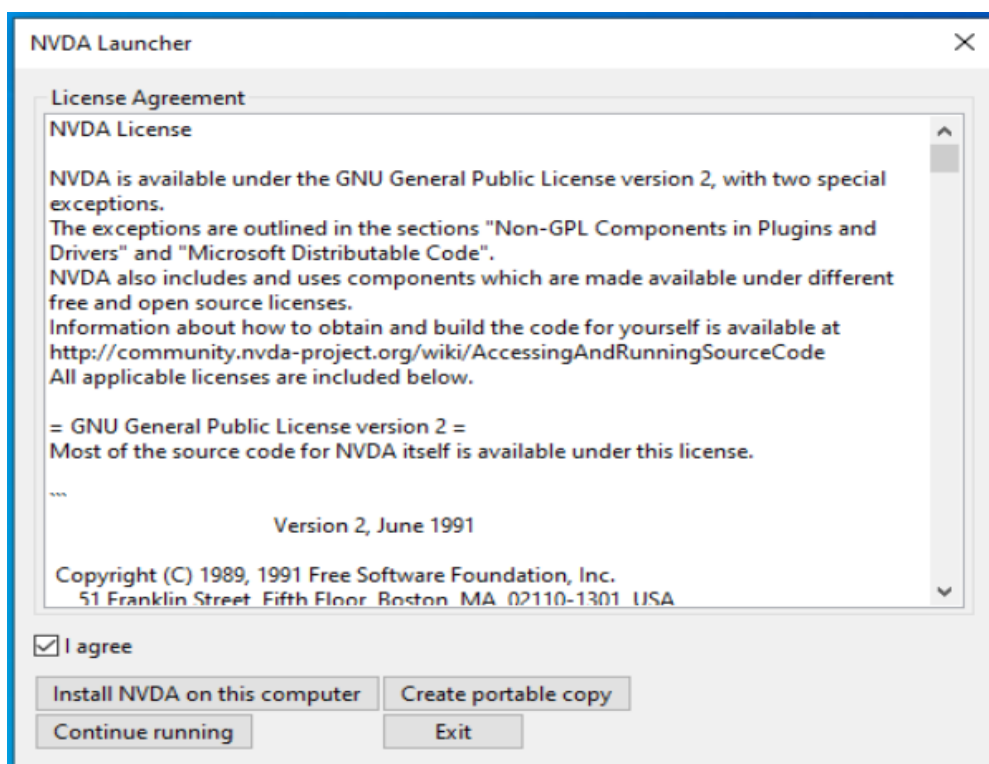 NVDA Launcher
License Agreement
NVDA License
NVDA is available under the GNU General Public License version 2, with two special
exceptions.
The exceptions are outlined in the sections "Non-GPL Components in Plugins and
Drivers" and "Microsoft Distributable Code".
NVDA also includes and uses components which are made available under different
free and open source licenses.
Information about how to obtain and build the code for yourself is available at
http://community.nvda-project.org/wiki/AccessingAndRunningSourceCode
All applicable licenses are included below.
= GNU General Public License version 2 =
Most of the source code for NVDA itself is available under this license.
```
Version 2, June 1991
Copyright (C) 1989, 1991 Free Software Foundation, Inc.
51 Franklin Street, Fifth Floor, Boston, MA 02110-1301, USA
I agree
Install NVDA on this computer Create portable copy
Continue running Exit